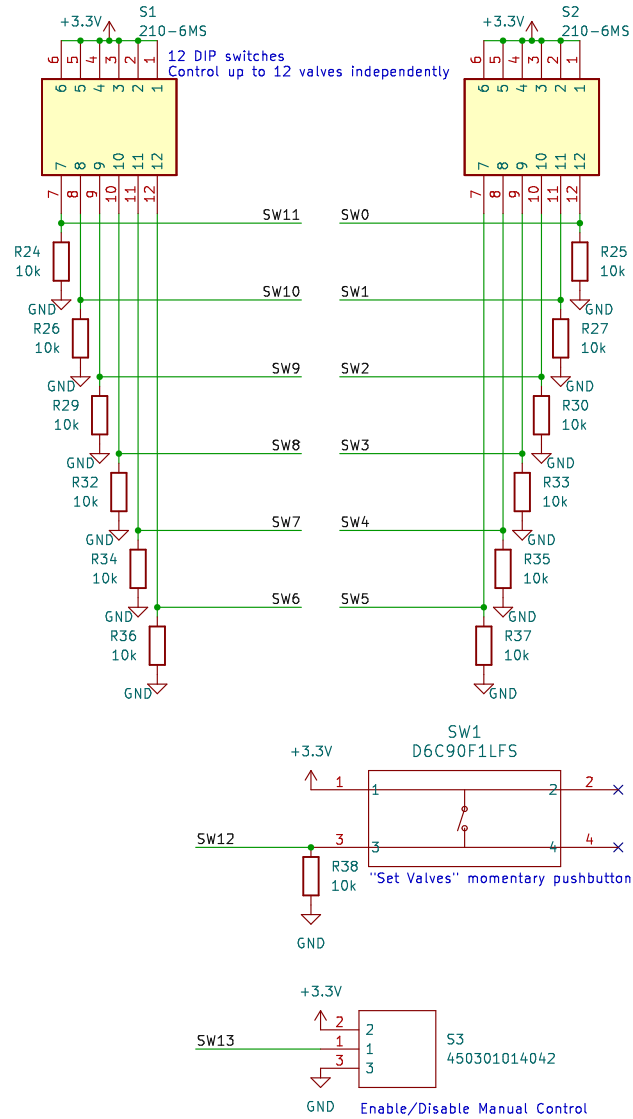 +3.3V S1 +3.3V S2
210-6MS 210-6MS
12 DIP switches
Control up to 12 valves independently
6 5 4 3 2 1 6 5 4 3 2 1
6 5 4 3 2 1 6 5 4 3 2 1
7 8 9 10 11 12 7 8 9 10 11 12
7 8 9 10 11 12 7 8 9 10 11 12
SW11 SW0
R24 R25
10k 10k
SW10 SW1
GND GND
R26 R27
10k 10k
SW9 SW2
GND GND
R29 R30
10k 10k
SW8 SW3
GND GND
R32 R33
10k 10k
SW7 SW4
GND GND
R34 R35
10k 10k
SW6 SW5
GND GND
R36 R37
10k 10k
GND GND
SW1
D6C90F1LFS
+3.3V
1 1 2 2
SW12 3 3 4 4
R38
10k
"Set Valves" momentary pushbutton
GND
+3.3V
2 2
SW13 1 1 S3
3 3 450301014042
GND
Enable/Disable Manual Control